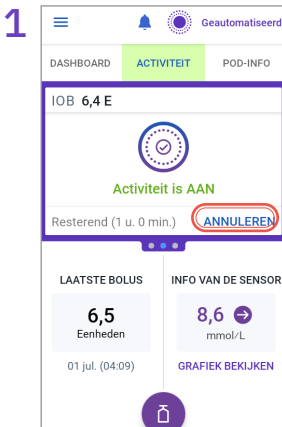 1
Geautomatiseerd
DASHBOARD ACTIVITEIT POD-INFO
IOB 6,4 E
Activiteit is AAN
Resterend (1 u. 0 min.) ANNULEREN
LAATSTE BOLUS INFO VAN DE SENSOR
6,5 8,6
Eenheden mmol/L
01 jul. (04:09) GRAFIEK BEKIJKEN